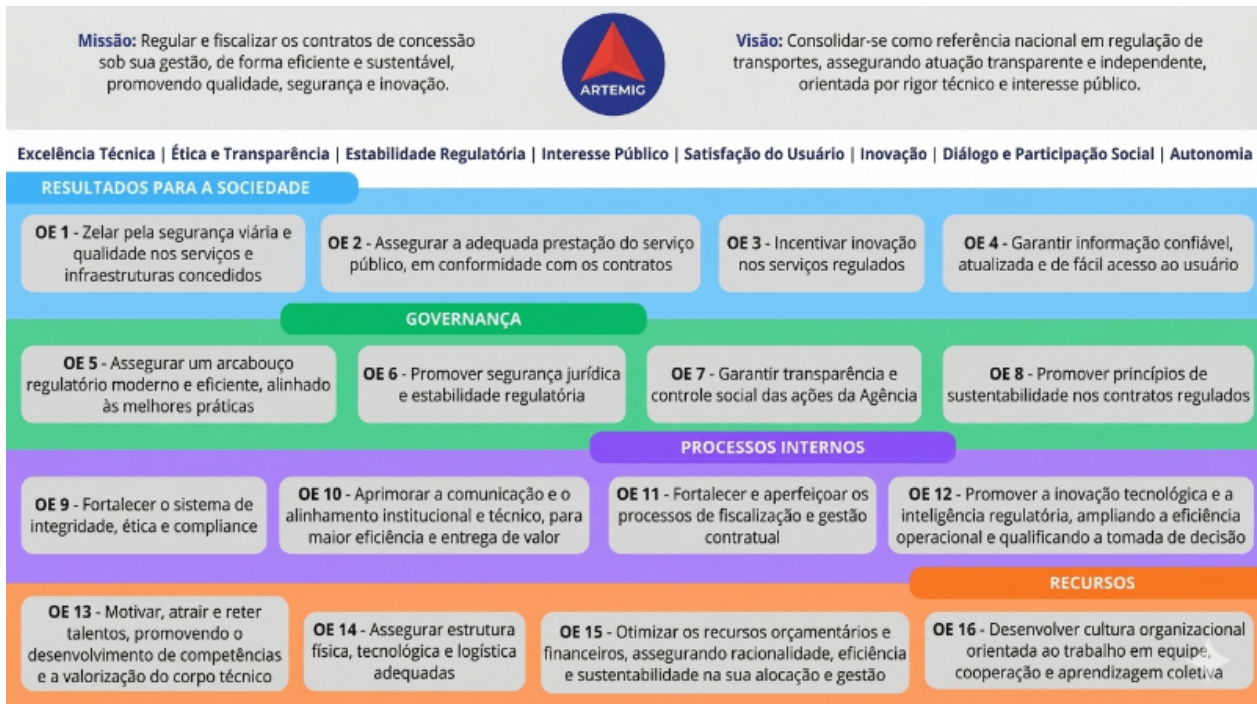 Missão: Regular e fiscalizar os contratos de concessão
sob sua gestão, de forma eficiente e sustentável,
promovendo qualidade, segurança e inovação.
ARTEMIG
Visão: Consolidar-se como referência nacional em regulação de
transportes, assegurando atuação transparente e independente,
orientada por rigor técnico e interesse público.
Excelência Técnica | Ética e Transparência | Estabilidade Regulatória | Interesse Público | Satisfação do Usuário | Inovação | Diálogo e Participação Social | Autonomia
RESULTADOS PARA A SOCIEDADE
OE 1 - Zelar pela segurança viária e
qualidade nos serviços e
infraestruturas concedidos
OE 2 - Assegurar a adequada prestação do serviço
público, em conformidade com os contratos
OE 3 - Incentivar inovação
nos serviços regulados
OE 4 - Garantir informação confiável,
atualizada e de fácil acesso ao usuário
GOVERNANÇA
OE 5 - Assegurar um arcabouço
regulatório moderno e eficiente, alinhado
às melhores práticas
OE 6 - Promover segurança jurídica
e estabilidade regulatória
OE 7 - Garantir transparência e
controle social das ações da Agência
OE 8 - Promover princípios de
sustentabilidade nos contratos regulados
PROCESSOS INTERNOS
OE 9 - Fortalecer o sistema de
integridade, ética e compliance
OE 10 - Aprimorar a comunicação e o
alinhamento institucional e técnico, para
maior eficiência e entrega de valor
OE 11 - Fortalecer e aperfeiçoar os
processos de fiscalização e gestão
contratual
OE 12 - Promover a inovação tecnológica e a
inteligência regulatória, ampliando a eficiência
operacional e qualificando a tomada de decisão
RECURSOS
OE 13 - Motivar, atrair e reter
talentos, promovendo o
desenvolvimento de competências
e a valorização do corpo técnico
OE 14 - Assegurar estrutura
física, tecnológica e logística
adequadas
OE 15 - Otimizar os recursos orçamentários e
financeiros, assegurando racionalidade, eficiência
e sustentabilidade na sua alocação e gestão
OE 16 - Desenvolver cultura organizacional
orientada ao trabalho em equipe,
cooperação e aprendizagem coletiva